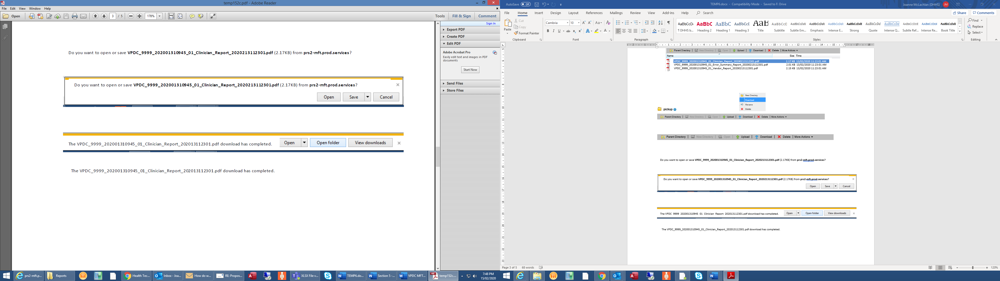 temp152c.pdf - Adobe Reader
File Edit View Window Help
Open 3 / 5 178% Tools Fill & Sign Comment
Sign In
Export PDF
Create PDF
Edit PDF
Adobe Acrobat Pro
Easily edit text and images in PDF
documents
Start Now
Send Files
Store Files
Do you want to open or save VPDC_9999_202001310945_01_Clinician_Report_2020213112301.pdf (2.17KB) from prs2-mft.prod.services?
Do you want to open or save VPDC_9999_202001310945_01_Clinician_Report_2020213112301.pdf (2.17KB) from prs2-mft.prod.services?
Open Save Cancel
The VPDC_9999_202001310945_01_Clinician_Report_202013112301.pdf download has completed. Open Open folder View downloads
The VPDC_9999_202001310945_01_Clinician_Report_202013112301.pdf download has completed.
AutoSave Off TEMP6.docx - Compatibility Mode - Saved to F: Drive Joanne McLachlan (DHHS) JM
File Home Insert Design Layout References Mailings Review View Add-ins Help Search Share Comments
Paste Cut Copy Format Painter
Cambria 10
B I U
AaBbCcDc AaBbC AaBbC AaBbCcI AaB AaBbCcD AaBbCcDdI AaBbCcDdI AaBbCcDdI AaBbCcDdE AaBbCcDd. AaBbCcDd AABBCCDDE AABBCCDDI AaBbCcDdI
¶ DHHS b... Heading 2 Heading 1 Heading 3 Title Subtitle Subtle Em... Emphasis Intense E... Strong Quote Intense Q... Subtle Ref... Intense Re... Book Title
Find
Replace
Select
Clipboard Font Paragraph Styles Editing
Parent Directory New Directory Open Upload Download Delete More Actions
Name Size Time
VPDC_9999_202001310945_01_Clinician_Report_20200213112301.pdf 2.17 KB 13/02/2020 11:23:01 AM
VPDC_9999_202001310945_01_Error_Summary_Report_20200213112301.pdf 2.01 KB 13/02/2020 11:23:01 AM
VPDC_9999_202001310945_01_Vendor_Report_20200213112301.pdf 2.15 KB 13/02/2020 11:23:01 AM
New Directory
Download
Rename
Delete
pickup
Parent Directory New Directory Open Upload Download Delete More Actions
Parent Directory New Directory Open Upload Download Delete More Actions
Do you want to open or save VPDC_9999_202001310945_01_Clinician_Report_2020213112301.pdf (2.17KB) from prs2-mft.prod.services?
Do you want to open or save VPDC_9999_202001310945_01_Clinician_Report_2020213112301.pdf (2.17KB) from prs2-mft.prod.services?
Open Save Cancel
The VPDC_9999_202001310945_01_Clinician_Report_202013112301.pdf download has completed. Open Open folder View downloads
The VPDC_9999_202001310945_01_Clinician_Report_202013112301.pdf download has completed.
Page 3 of 5 68 words 120%
prs2-mft.p... Reports Health Tec... Inbox - Joa... How do w... RE: Propos... XLSX File v... TEMP6.do... Section 5 -... VPDC MFT... temp152c....
7:48 PM
15/02/2020